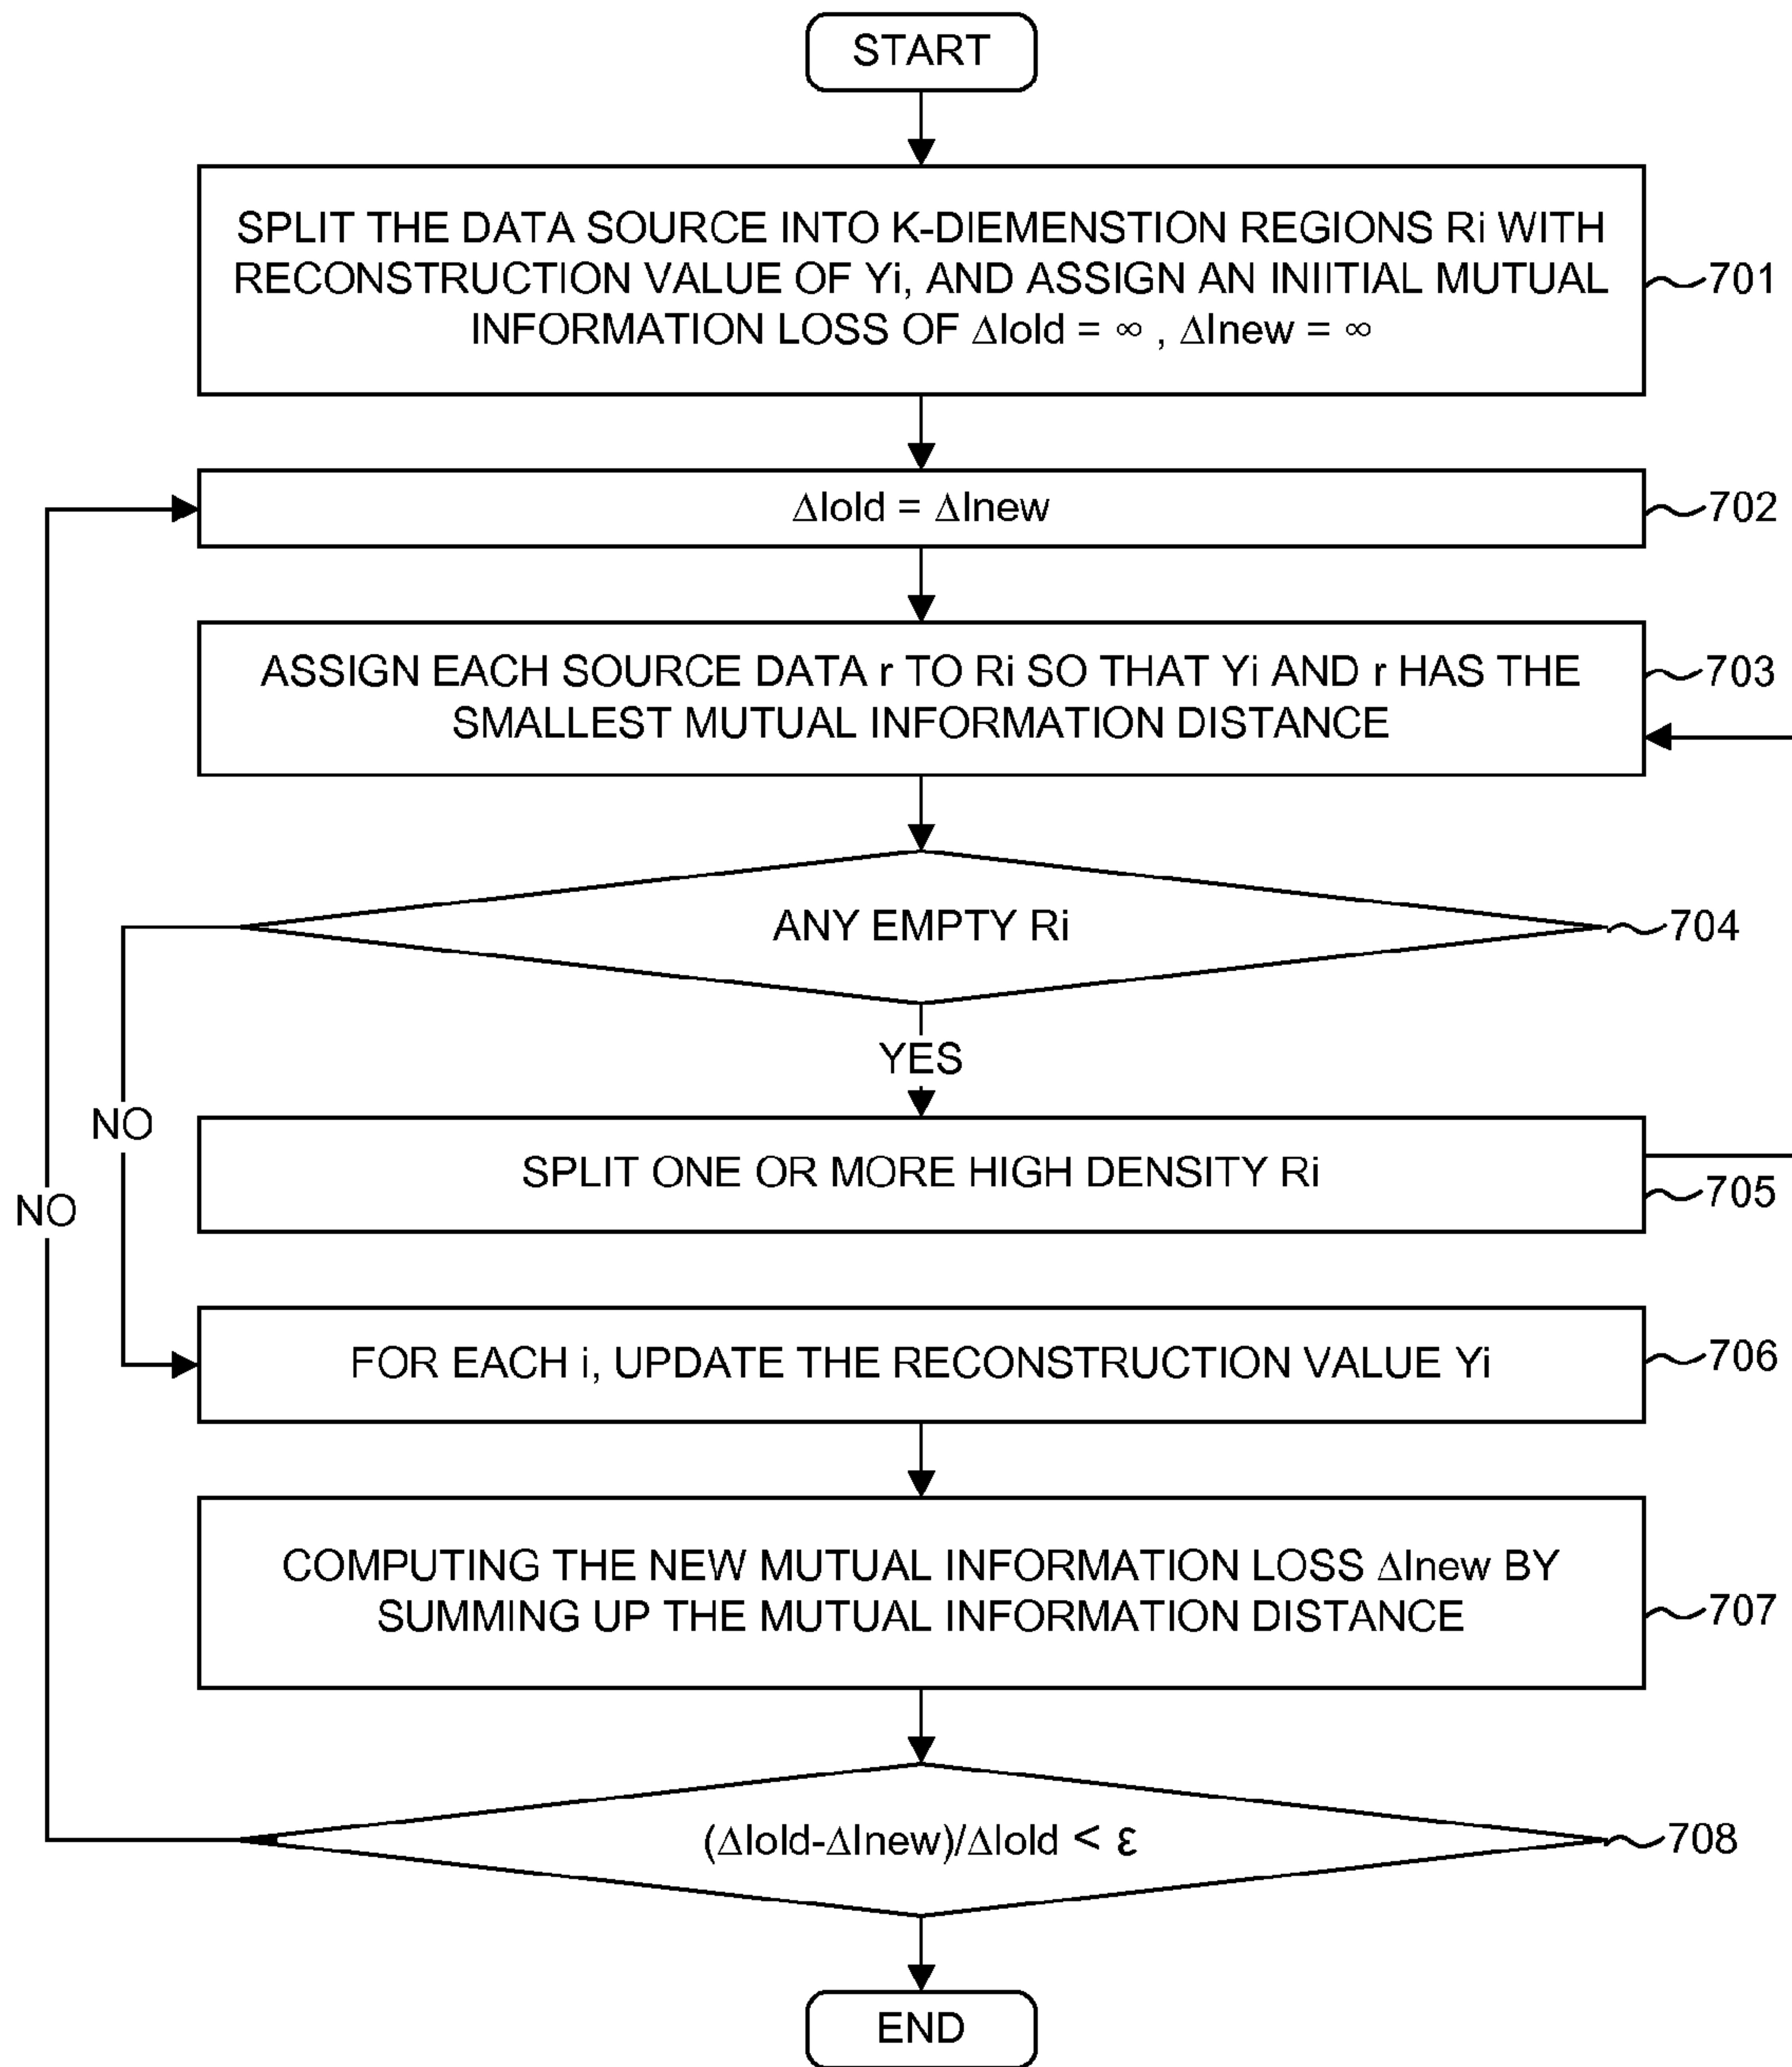 START
SPLIT THE DATA SOURCE INTO K-DIEMENSTION REGIONS Ri WITH
RECONSTRUCTION VALUE OF Yi, AND ASSIGN AN INIITIAL MUTUAL
INFORMATION LOSS OF ΔIold = ∞ , ΔInew = ∞
701
ΔIold = ΔInew
702
ASSIGN EACH SOURCE DATA r TO Ri SO THAT Yi AND r HAS THE
SMALLEST MUTUAL INFORMATION DISTANCE
703
ANY EMPTY Ri
704
YES
NO
SPLIT ONE OR MORE HIGH DENSITY Ri
705
NO
FOR EACH i, UPDATE THE RECONSTRUCTION VALUE Yi
706
COMPUTING THE NEW MUTUAL INFORMATION LOSS ΔInew BY
SUMMING UP THE MUTUAL INFORMATION DISTANCE
707
(ΔIold-ΔInew)/ΔIold < ε
708
END